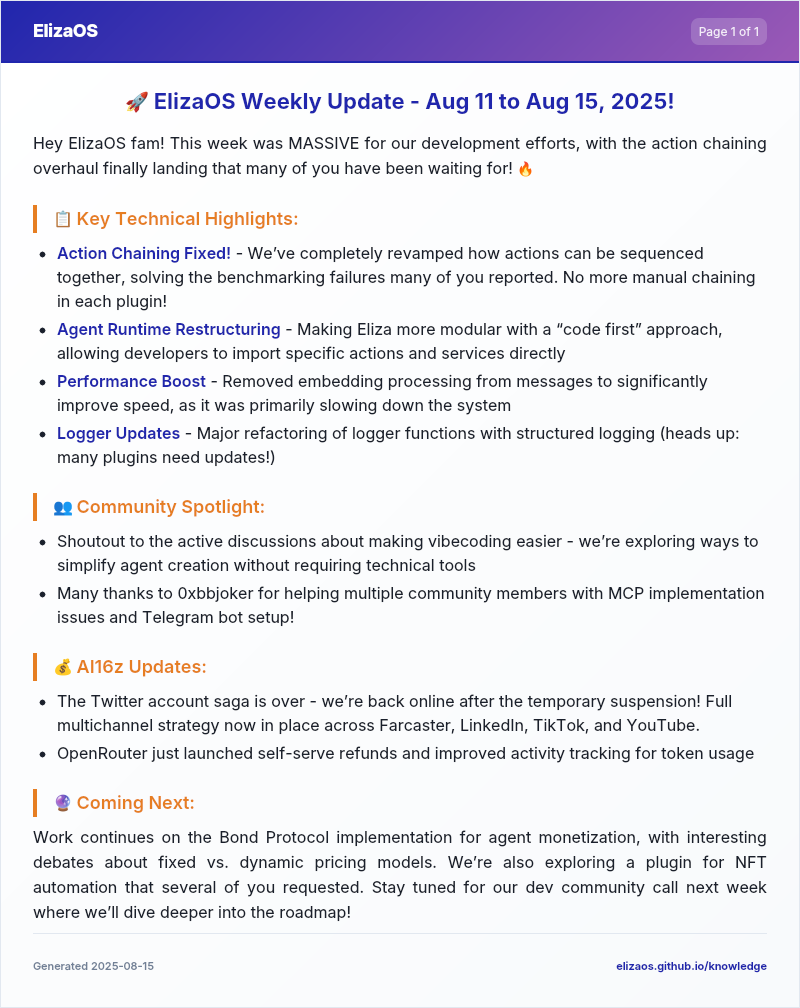 ElizaOS
Page 1 of 1
🚀 ElizaOS Weekly Update - Aug 11 to Aug 15, 2025!
Hey ElizaOS fam! This week was MASSIVE for our development efforts, with the action chaining
overhaul finally landing that many of you have been waiting for! 🔥
📋 Key Technical Highlights:
• Action Chaining Fixed! - We’ve completely revamped how actions can be sequenced
together, solving the benchmarking failures many of you reported. No more manual chaining
in each plugin!
• Agent Runtime Restructuring - Making Eliza more modular with a “code first” approach,
allowing developers to import specific actions and services directly
• Performance Boost - Removed embedding processing from messages to significantly
improve speed, as it was primarily slowing down the system
• Logger Updates - Major refactoring of logger functions with structured logging (heads up:
many plugins need updates!)
👥 Community Spotlight:
• Shoutout to the active discussions about making vibecoding easier - we’re exploring ways to
simplify agent creation without requiring technical tools
• Many thanks to 0xbbjoker for helping multiple community members with MCP implementation
issues and Telegram bot setup!
💰 AI16z Updates:
• The Twitter account saga is over - we’re back online after the temporary suspension! Full
multichannel strategy now in place across Farcaster, LinkedIn, TikTok, and YouTube.
• OpenRouter just launched self-serve refunds and improved activity tracking for token usage
🔮 Coming Next:
Work continues on the Bond Protocol implementation for agent monetization, with interesting
debates about fixed vs. dynamic pricing models. We’re also exploring a plugin for NFT
automation that several of you requested. Stay tuned for our dev community call next week
where we’ll dive deeper into the roadmap!
Generated 2025-08-15
elizaos.github.io/knowledge